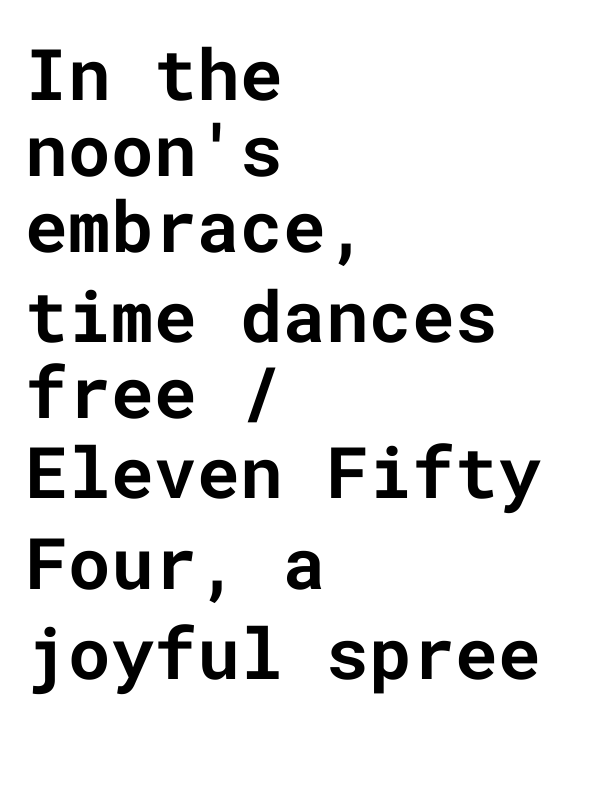 In the
noon's
embrace,
time dances
free /
Eleven Fifty
Four, a
joyful spree